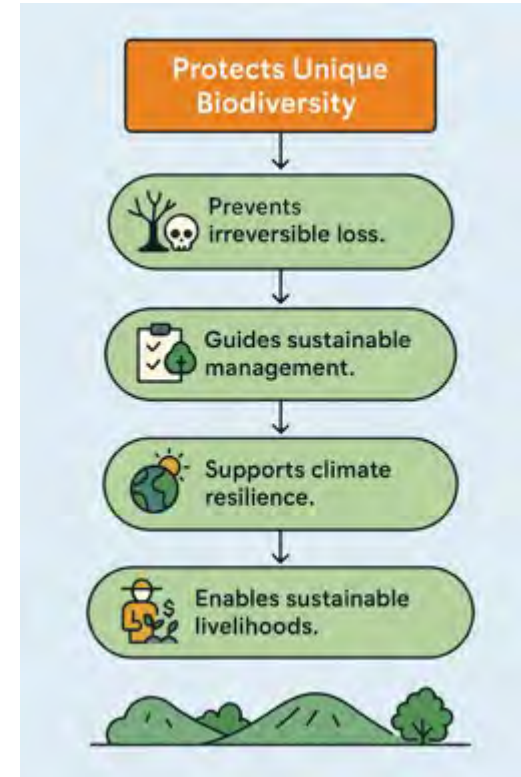 Protects Unique
Biodiversity
Prevents
irreversible loss.
Guides sustainable
management.
Supports climate
resilience.
Enables sustainable
livelihoods.
$